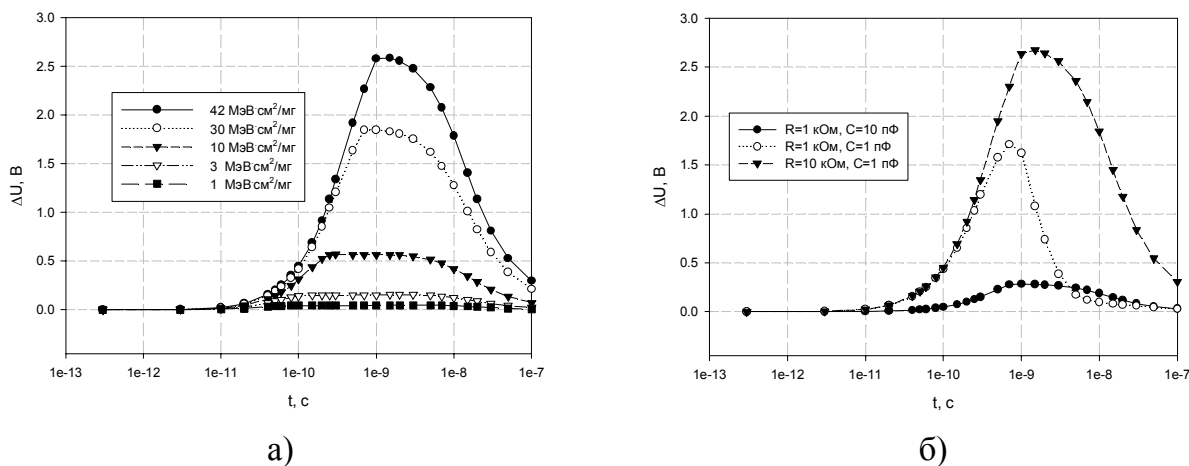 3.0
2.5
2.0
1.5
1.0
0.5
0.0
ΔU, В
42 МэВ·см²/мг
30 МэВ·см²/мг
10 МэВ·см²/мг
3 МэВ·см²/мг
1 МэВ·см²/мг
1e-13 1e-12 1e-11 1e-10 1e-9 1e-8 1e-7
t, с
а)
3.0
2.5
2.0
1.5
1.0
0.5
0.0
ΔU, В
R=1 кОм, C=10 пФ
R=1 кОм, C=1 пФ
R=10 кОм, C=1 пФ
1e-13 1e-12 1e-11 1e-10 1e-9 1e-8 1e-7
t, с
б)